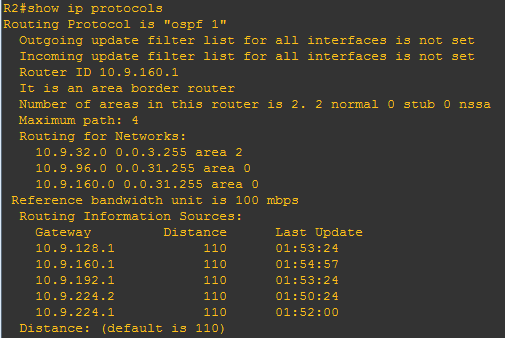 R2#show ip protocols
Routing Protocol is "ospf 1"
Outgoing update filter list for all interfaces is not set
Incoming update filter list for all interfaces is not set
Router ID 10.9.160.1
It is an area border router
Number of areas in this router is 2. 2 normal 0 stub 0 nssa
Maximum path: 4
Routing for Networks:
10.9.32.0 0.0.3.255 area 2
10.9.96.0 0.0.31.255 area 0
10.9.160.0 0.0.31.255 area 0
Reference bandwidth unit is 100 mbps
Routing Information Sources:
Gateway Distance Last Update
10.9.128.1 110 01:53:24
10.9.160.1 110 01:54:57
10.9.192.1 110 01:53:24
10.9.224.2 110 01:50:24
10.9.224.1 110 01:52:00
Distance: (default is 110)